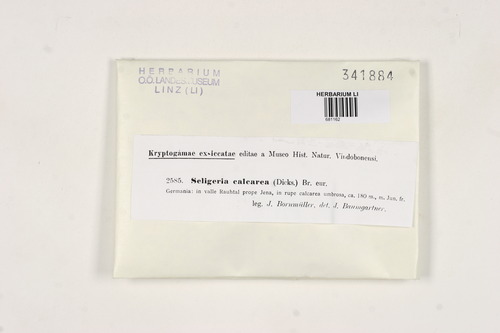 HERBARIUM
O.Ö. LANDESMUSEUM
LINZ (LI)
341884
HERBARIUM LI
Kryptogamae exsiccatae editae a Museo Hist. Natur. Vindobonensi.
2585. Seligeria calcarea (Dicks.) Br. eur.
Germania: in valle Rauhtal prope Jena, in rupe calcarea umbrosa, ca. 180 m., m. Jan. fr.
leg. J. Bornmüller, det. J. Baumgartner.